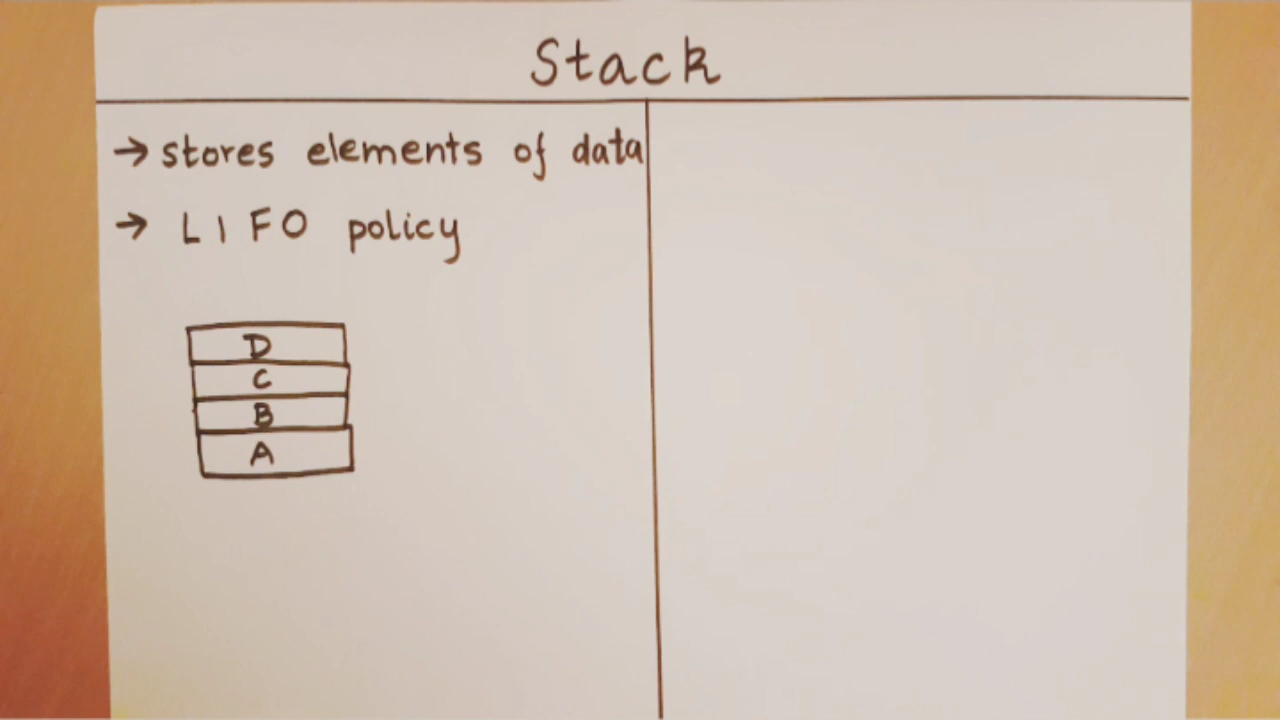 Stack
→ stores elements of data
→ LIFO policy
D
C
B
A